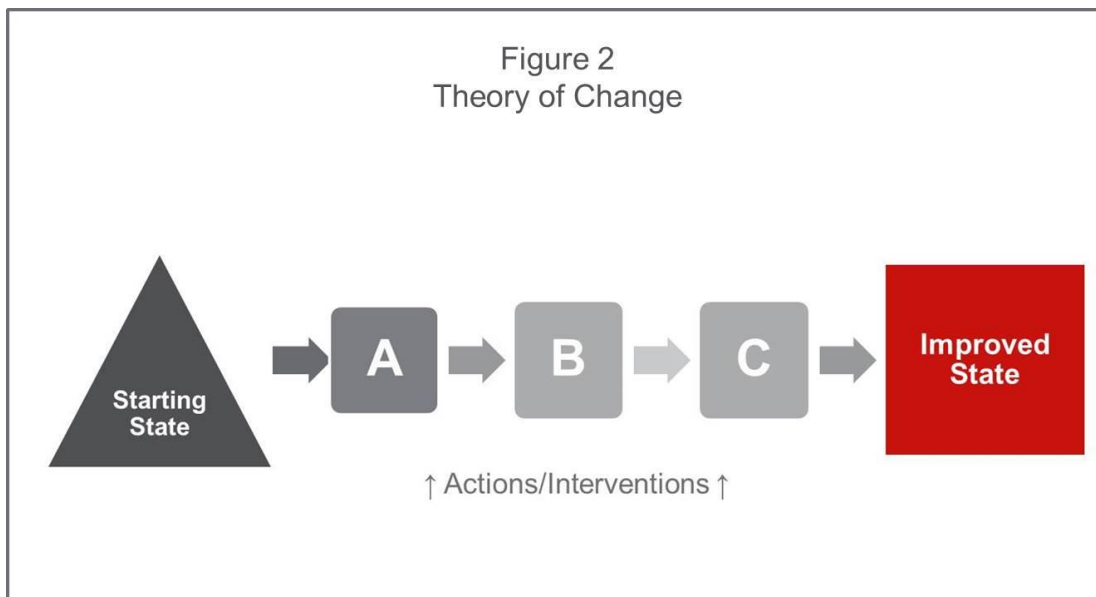 Figure 2
Theory of Change
Starting
State
A
B
C
Improved
State
↑ Actions/Interventions ↑